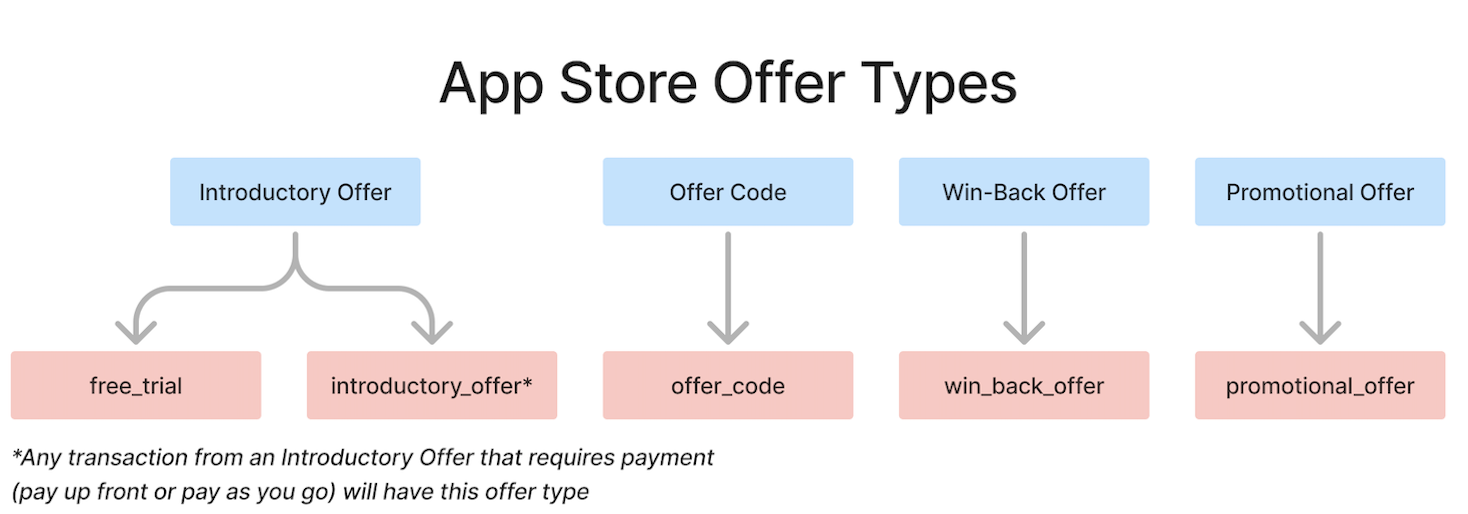 App Store Offer Types
Introductory Offer
Offer Code
Win-Back Offer
Promotional Offer
free_trial
introductory_offer*
offer_code
win_back_offer
promotional_offer
*Any transaction from an Introductory Offer that requires payment
(pay up front or pay as you go) will have this offer type